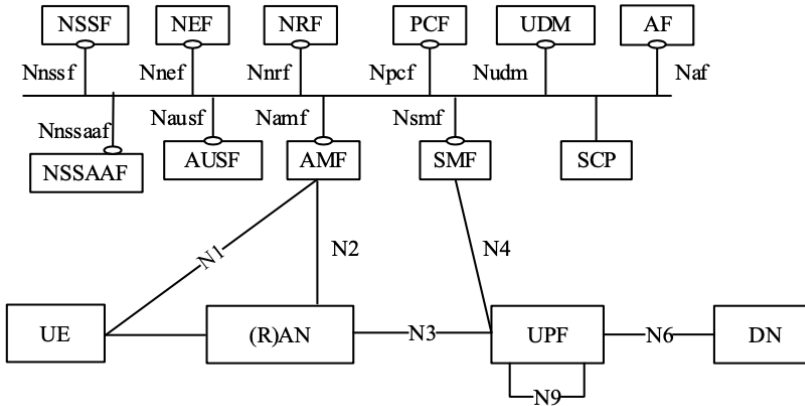 NSSF NEF NRF PCF UDM AF
Nnssf Nnef Nnrf Npcf Nudm Naf
Nnssaaf Nausf Namf Nsmf
NSSAAF AUSF AMF SMF SCP
N1 N2 N4
UE (R)AN N3 UPF N6 DN
N9